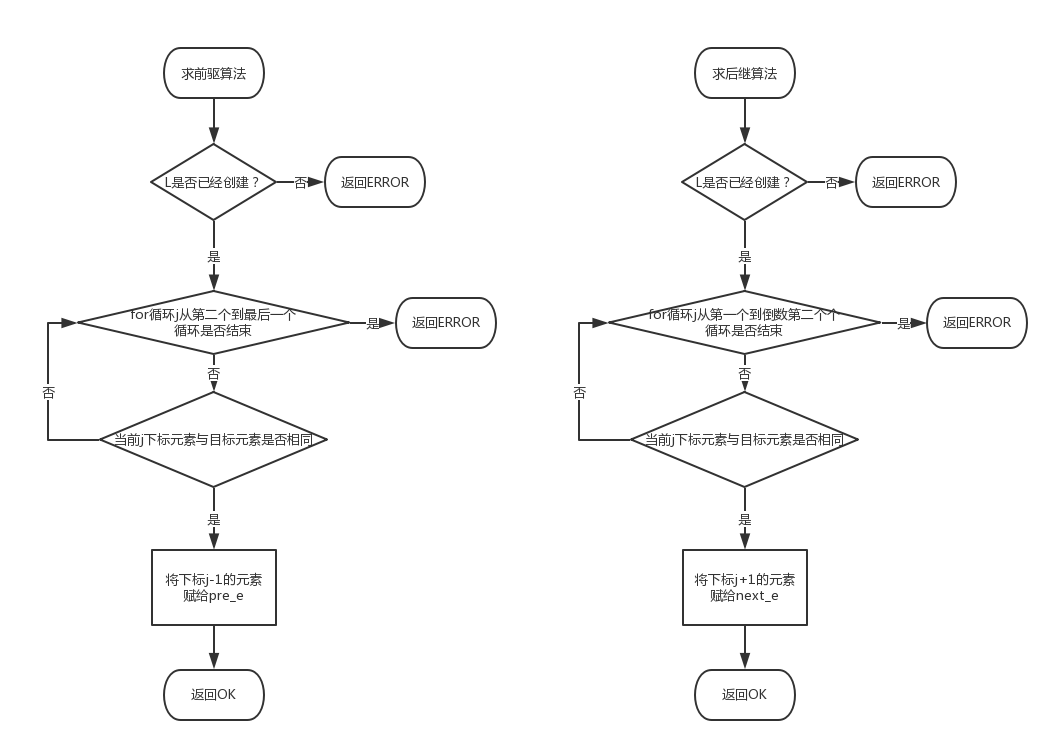 求前驱算法
L是否已经创建？
否
返回ERROR
是
for循环j从第二个到最后一个
循环是否结束
是
返回ERROR
否
否
当前j下标元素与目标元素是否相同
是
将下标j-1的元素
赋给pre_e
返回OK
求后继算法
L是否已经创建？
否
返回ERROR
是
for循环j从第一个到倒数第二个个
循环是否结束
是
返回ERROR
否
否
当前j下标元素与目标元素是否相同
是
将下标j+1的元素
赋给next_e
返回OK